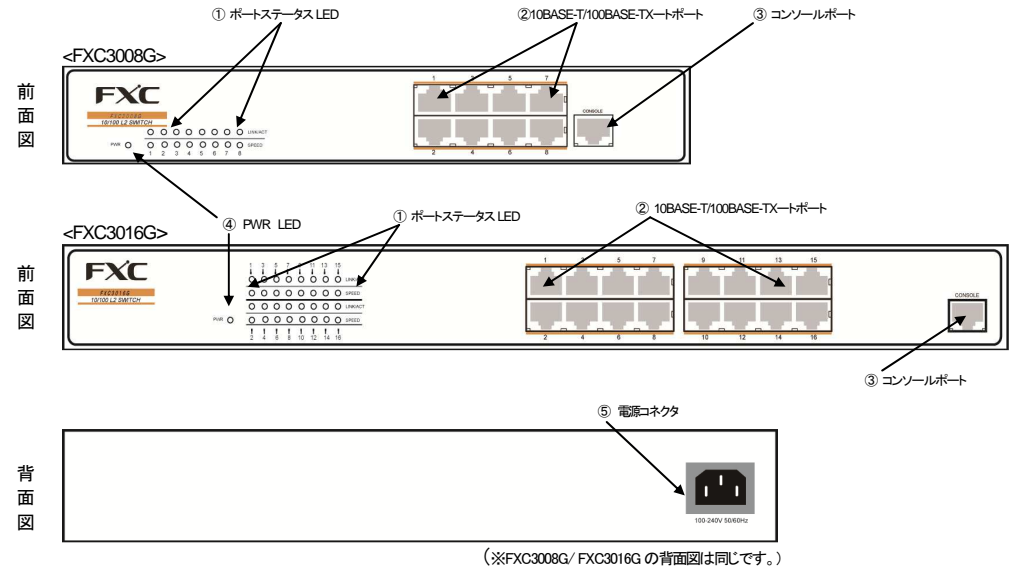 ① ポートステータス LED
②10BASE-T/100BASE-TXートポート
③ コンソールポート
<FXC3008G>
前面図
FXC
FXC3008G
10/100 L2 SWITCH
1 3 5 7
CONSOLE
LINK/ACT
PWR
SPEED
1 2 3 4 5 6 7 8
2 4 6 8
④ PWR LED
① ポートステータス LED
② 10BASE-T/100BASE-TXートポート
<FXC3016G>
前面図
FXC
FXC3016G
10/100 L2 SWITCH
1 3 5 7 9 11 13 15
LINK/ACT
SPEED
LINK/ACT
PWR
SPEED
2 4 6 8 10 12 14 16
1 3 5 7 9 11 13 15
2 4 6 8 10 12 14 16
CONSOLE
③ コンソールポート
⑤ 電源コネクタ
背面図
100-240V 50/60Hz
(※FXC3008G/ FXC3016G の背面図は同じです。)